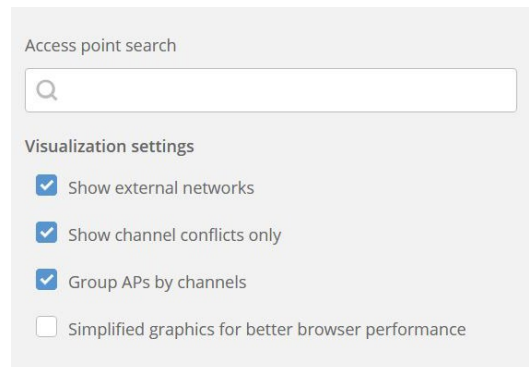 Access point search
Visualization settings
Show external networks
Show channel conflicts only
Group APs by channels
Simplified graphics for better browser performance